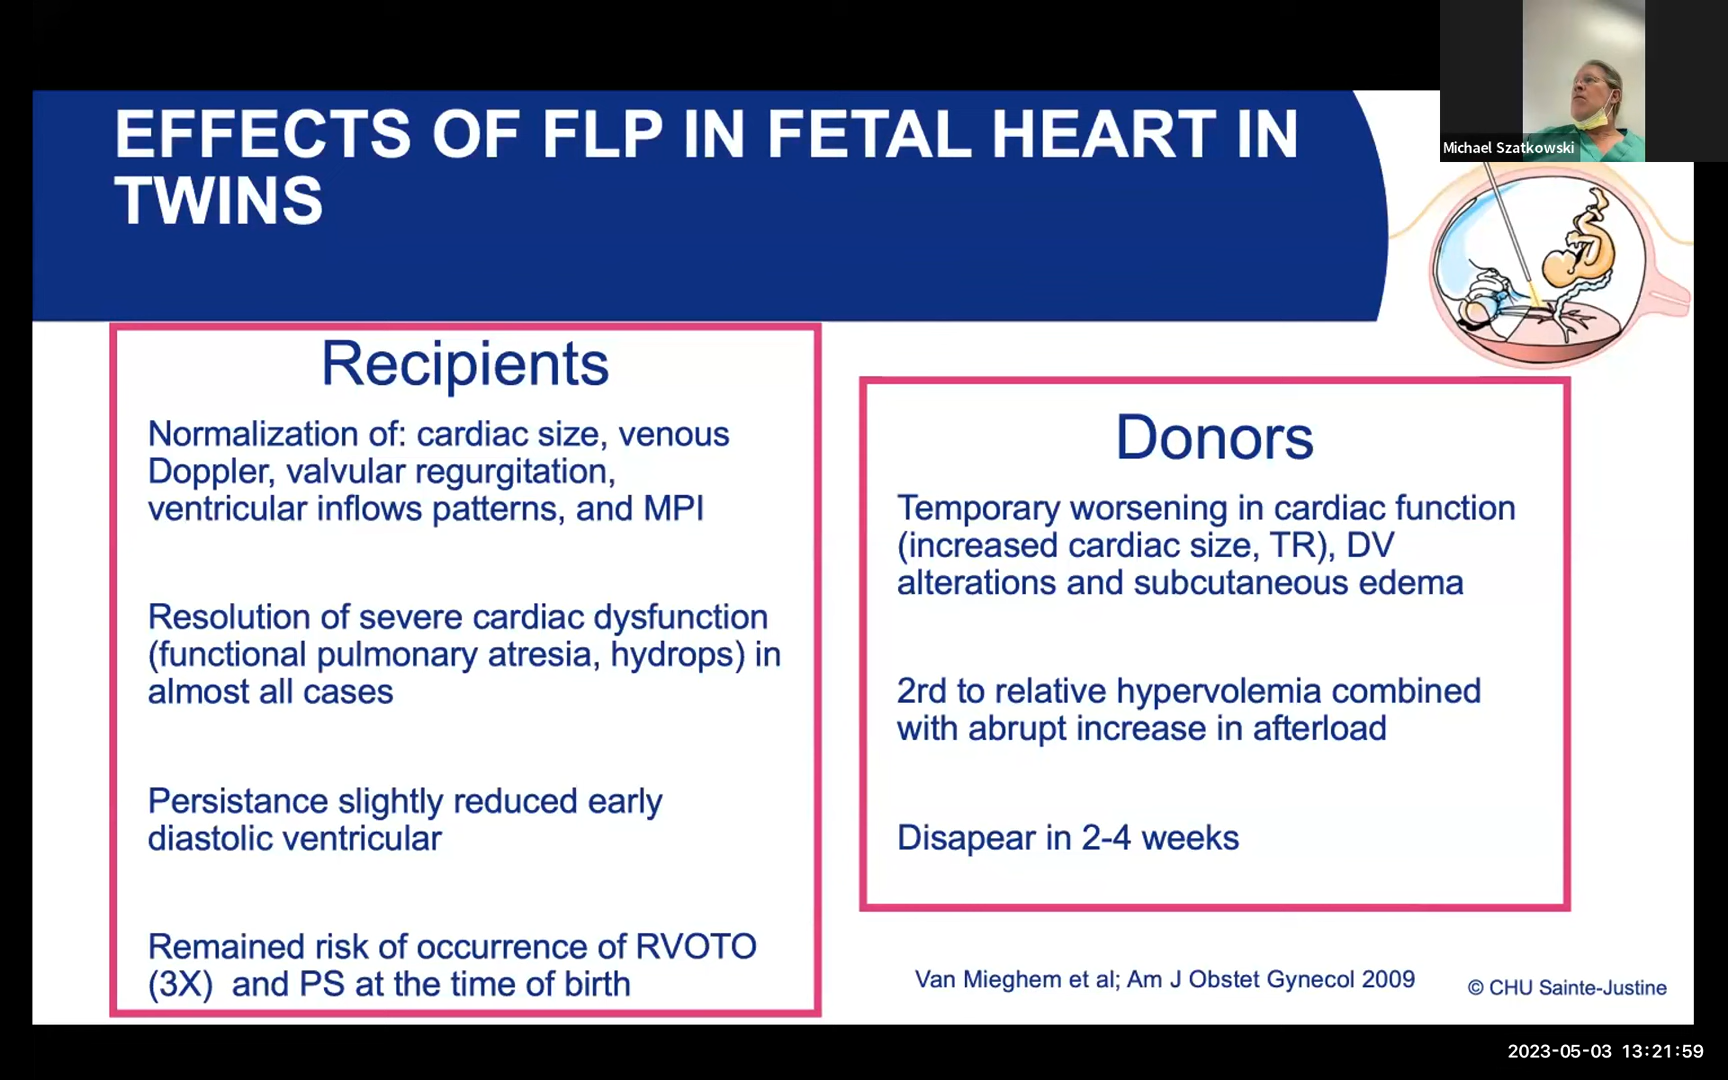 EFFECTS OF FLP IN FETAL HEART IN
TWINS
Michael Szatkowski
Recipients
Normalization of: cardiac size, venous
Doppler, valvular regurgitation,
ventricular inflows patterns, and MPI
Resolution of severe cardiac dysfunction
(functional pulmonary atresia, hydrops) in
almost all cases
Persistance slightly reduced early
diastolic ventricular
Remained risk of occurrence of RVOTO
(3X) and PS at the time of birth
Donors
Temporary worsening in cardiac function
(increased cardiac size, TR), DV
alterations and subcutaneous edema
2rd to relative hypervolemia combined
with abrupt increase in afterload
Disapear in 2-4 weeks
Van Mieghem et al; Am J Obstet Gynecol 2009
© CHU Sainte-Justine
2023-05-03 13:21:59